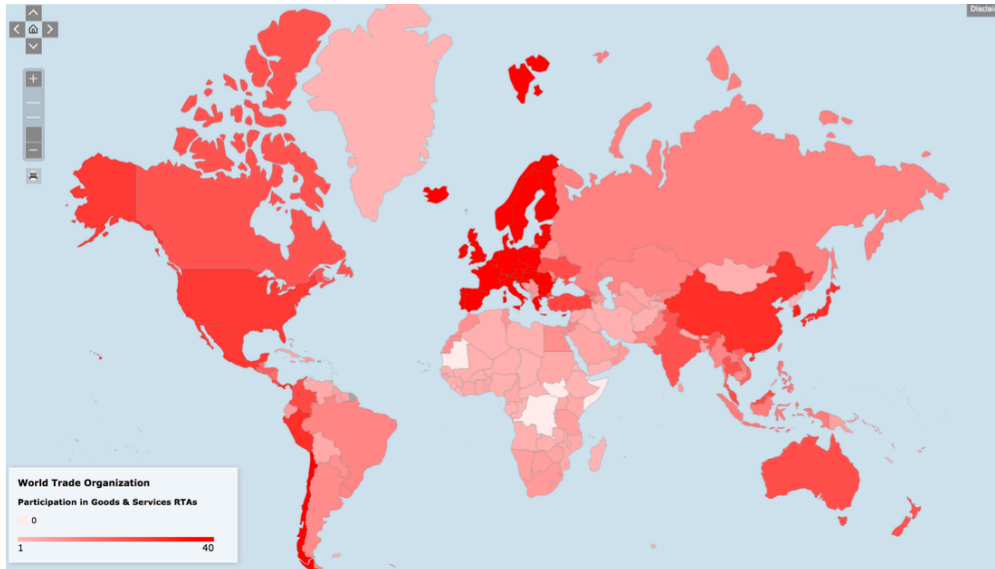 Disclai
World Trade Organization
Participation in Goods & Services RTAs
0
1 40